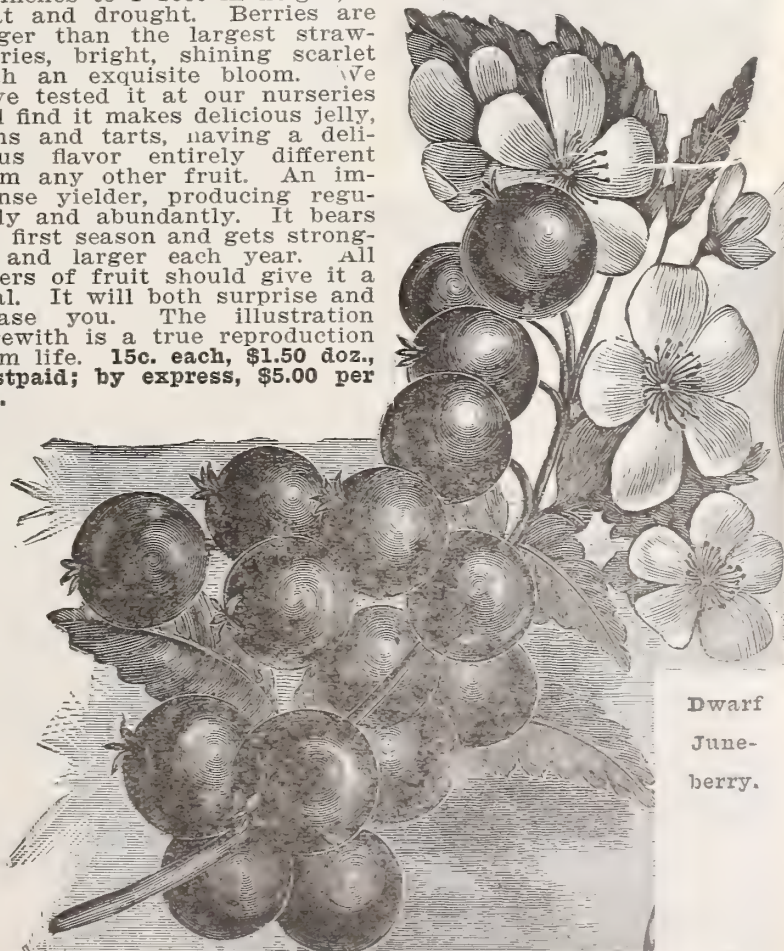 t and drought. Berries are
ger than the largest straw-
ries, bright, shining scarlet
h an exquisite bloom. We
ve tested it at our nurseries
d find it makes delicious jelly,
ns and tarts, having a deli-
us flavor entirely different
m any other fruit. An im-
nse yielder, producing regu-
ly and abundantly. It bears
first season and gets strong-
and larger each year. All
ers of fruit should give it a
al. It will both surprise and
ase you. The illustration
ewith is a true reproduction
m life. 15c. each, $1.50 doz.,
stpaid; by express, $5.00 per
.
Dwarf
June-
berry.